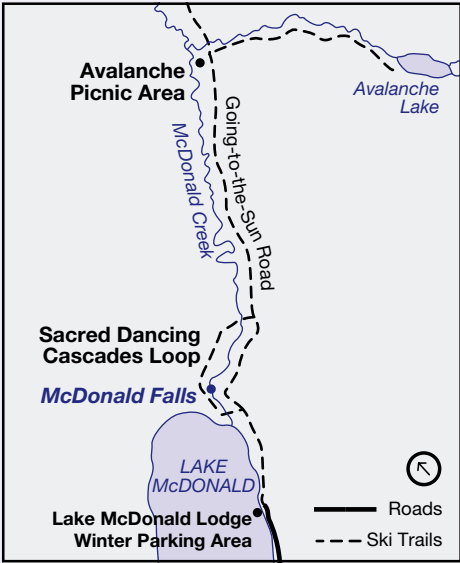 Avalanche
Picnic Area
Avalanche
Lake
Going-to-the-Sun Road
McDonald Creek
Sacred Dancing
Cascades Loop
McDonald Falls
LAKE
McDONALD
Lake McDonald Lodge
Winter Parking Area
Roads
Ski Trails